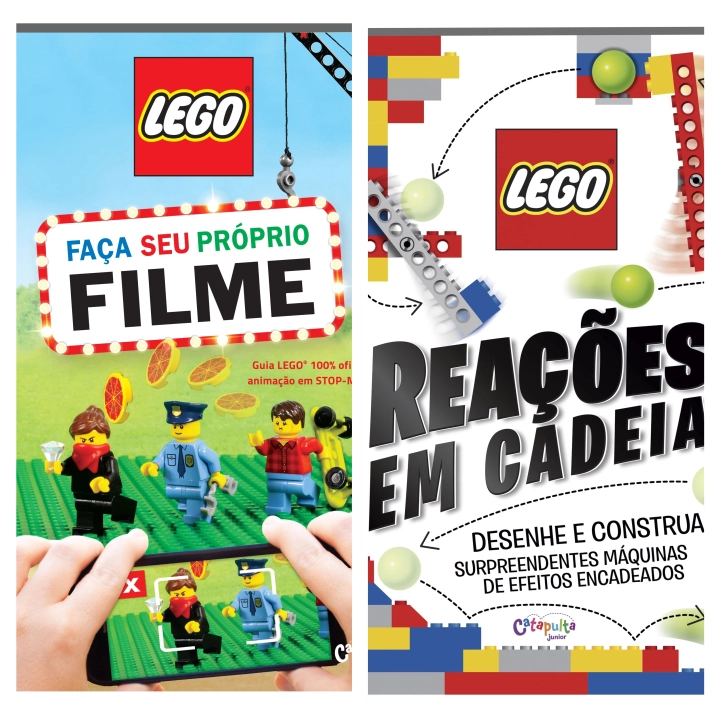 LEGO
FAÇA SEU PRÓPRIO
FILME
Guia LEGO® 100% ofi
animação em STOP-M
X
Ca
LEGO
REAÇÕES
EM CADEIA
DESENHE E CONSTRUA
SURPREENDENTES MÁQUINAS
DE EFEITOS ENCADEADOS
Catapulta
junior